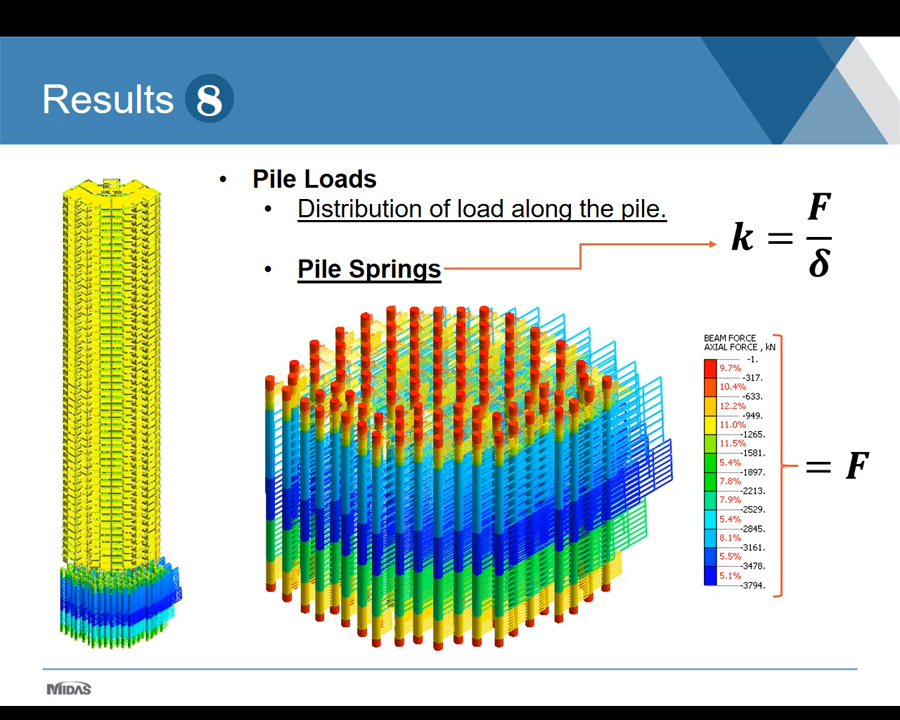 Results 8
• Pile Loads
• Distribution of load along the pile.
• Pile Springs
k = F/δ
BEAM FORCE
AXIAL FORCE , kN
-1.
9.7%
-317.
10.4%
-633.
12.2%
-949.
11.0%
-1265.
11.5%
-1581.
5.4%
-1897.
7.8%
-2213.
7.9%
-2529.
5.4%
-2845.
8.1%
-3161.
5.5%
-3478.
5.1%
-3794.
= F
MIDAS